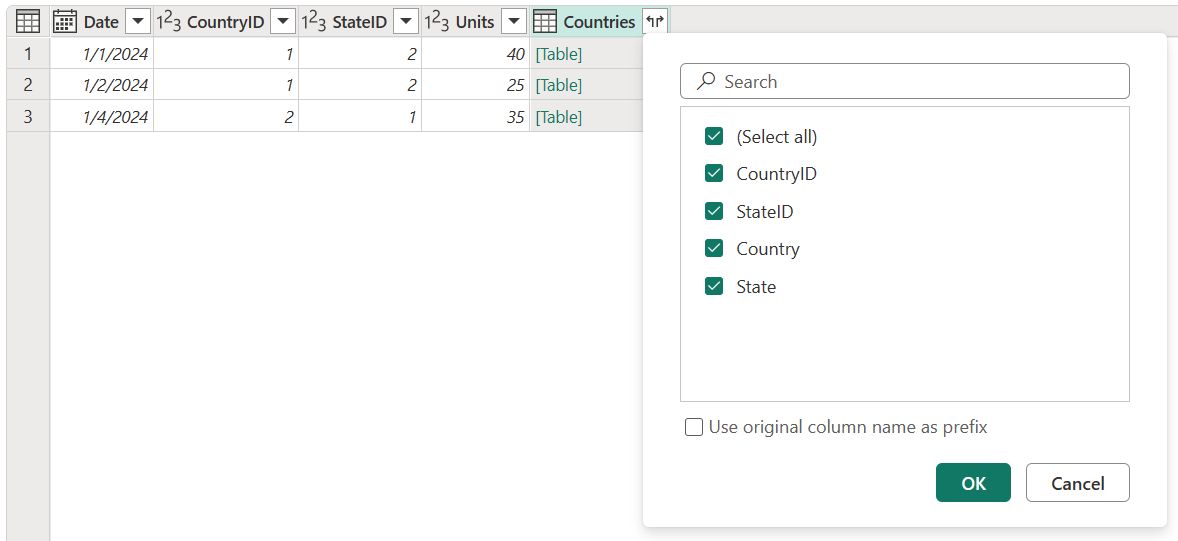 Date 1²3 CountryID 1²3 StateID 1²3 Units Countries
1 1/1/2024 1 2 40 [Table]
2 1/2/2024 1 2 25 [Table]
3 1/4/2024 2 1 35 [Table]
Search
(Select all)
CountryID
StateID
Country
State
Use original column name as prefix
OK Cancel